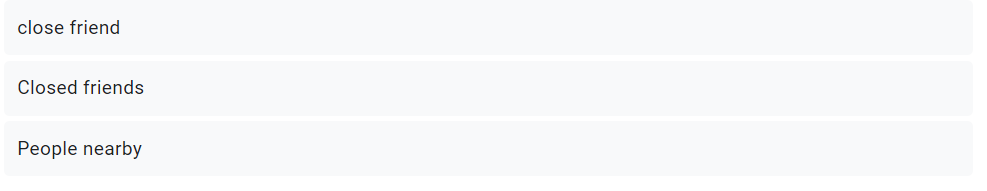 close friend
Closed friends
People nearby